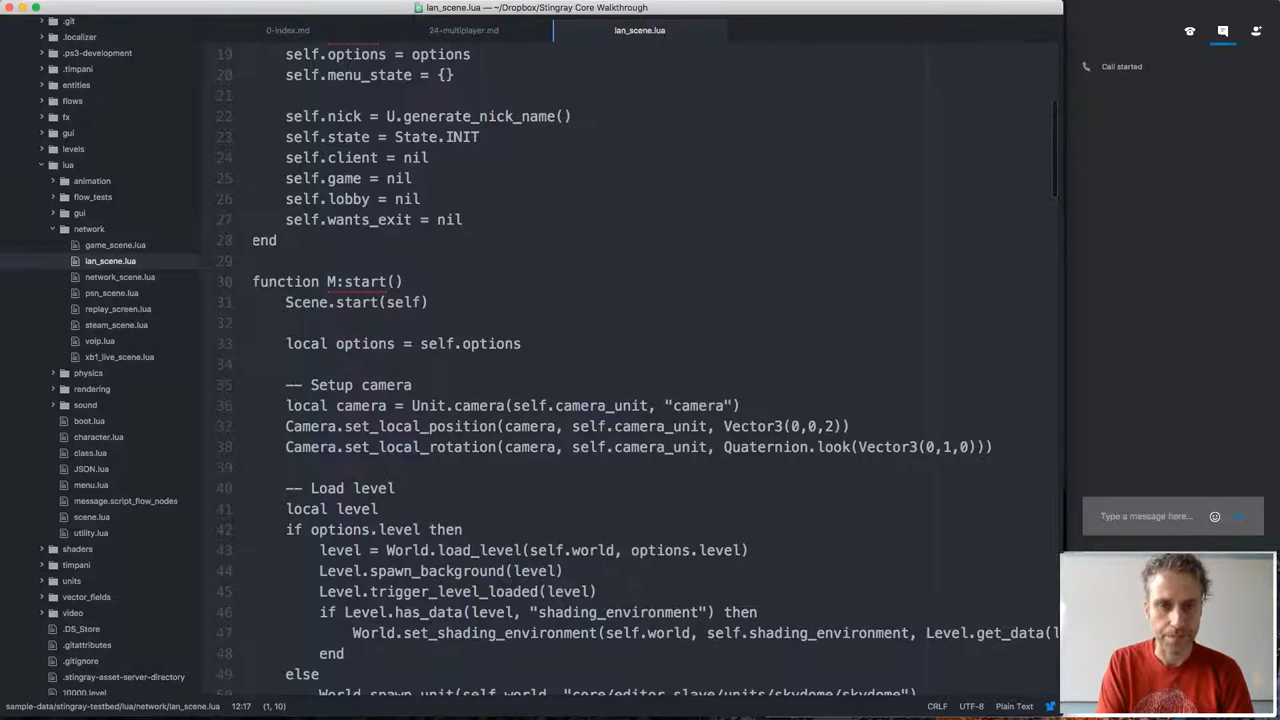 lan_scene.lua — ~/Dropbox/Stingray Core Walkthrough
0-index.md
24-multiplayer.md
lan_scene.lua
.git
.localizer
.ps3-development
.timpani
entities
flows
fx
gui
levels
lua
animation
flow_tests
gui
network
game_scene.lua
lan_scene.lua
network_scene.lua
psn_scene.lua
replay_screen.lua
steam_scene.lua
voip.lua
xb1_live_scene.lua
physics
rendering
sound
boot.lua
character.lua
class.lua
JSON.lua
menu.lua
message.script_flow_nodes
scene.lua
utility.lua
shaders
timpani
units
vector_fields
video
.DS_Store
.gitattributes
.gitignore
.stingray-asset-server-directory
10000.level
19 self.options = options
20 self.menu_state = {}
21
22 self.nick = U.generate_nick_name()
23 self.state = State.INIT
24 self.client = nil
25 self.game = nil
26 self.lobby = nil
27 self.wants_exit = nil
28 end
29
30 function M:start()
31 Scene.start(self)
32
33 local options = self.options
34
35 -- Setup camera
36 local camera = Unit.camera(self.camera_unit, "camera")
37 Camera.set_local_position(camera, self.camera_unit, Vector3(0,0,2))
38 Camera.set_local_rotation(camera, self.camera_unit, Quaternion.look(Vector3(0,1,0)))
39
40 -- Load level
41 local level
42 if options.level then
43 level = World.load_level(self.world, options.level)
44 Level.spawn_background(level)
45 Level.trigger_level_loaded(level)
46 if Level.has_data(level, "shading_environment") then
47 World.set_shading_environment(self.world, self.shading_environment, Level.get_data(l
48 end
49 else
50 World.spawn_unit(self.world, "core/editor_slave/units/skydome/skydome")
sample-data/stingray-testbed/lua/network/lan_scene.lua 12:17 (1, 10)
CRLF UTF-8 Plain Text
Call started
Type a message here...